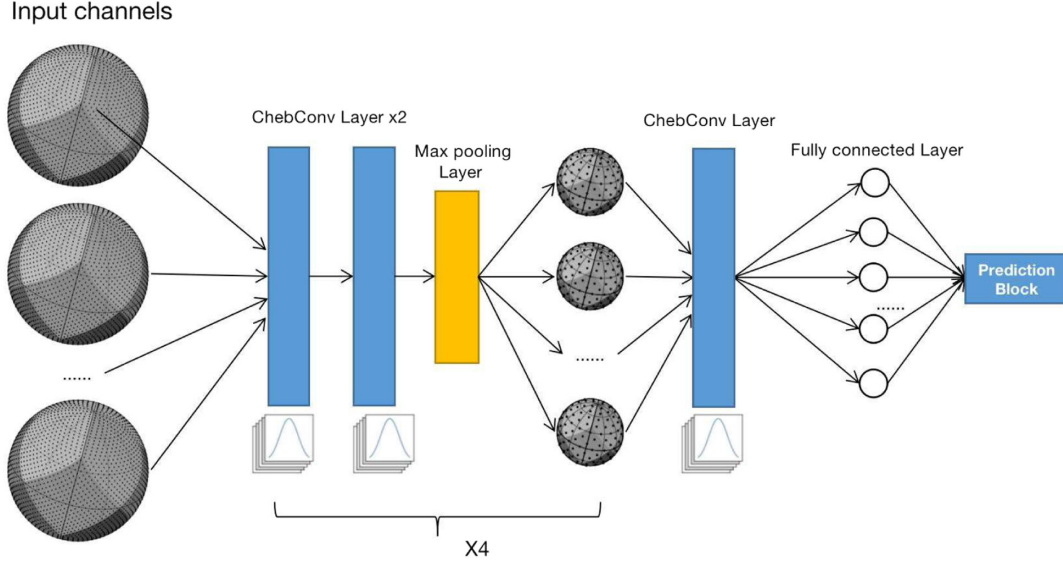 Input channels
ChebConv Layer x2
Max pooling
Layer
ChebConv Layer
Fully connected Layer
Prediction
Block
......
......
......
X4